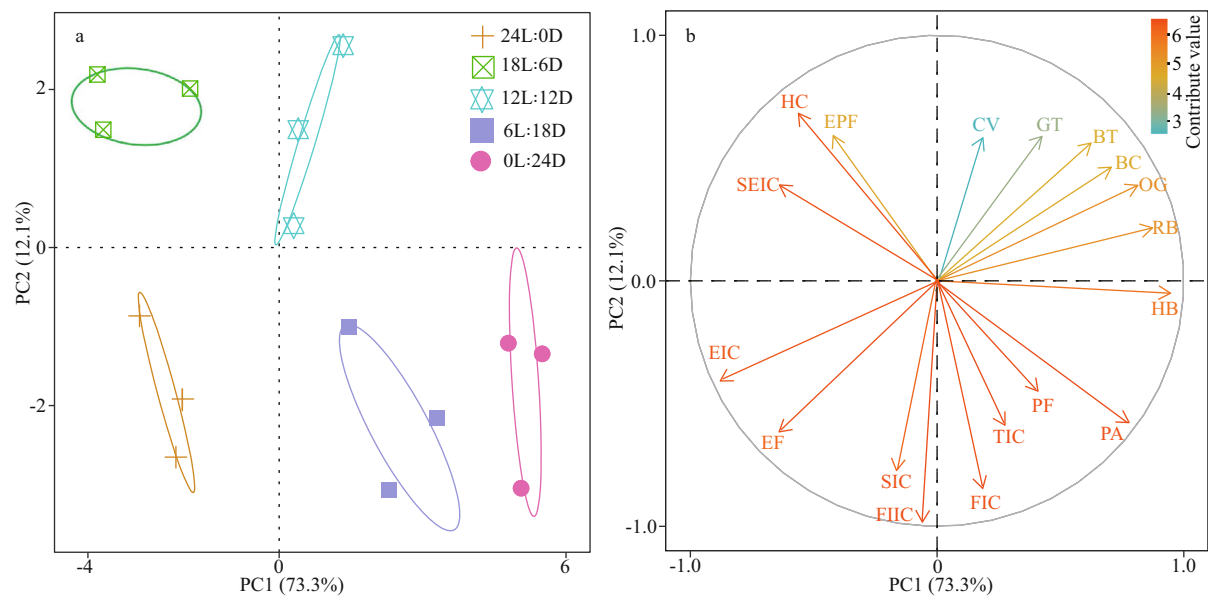 a
24L:0D
18L:6D
12L:12D
6L:18D
0L:24D
2
0
-2
PC2 (12.1%)
-4
0
6
PC1 (73.3%)
b
1.0
0.0
-1.0
PC2 (12.1%)
HC
EPF
CV
GT
BT
BC
SEIC
OG
RB
HB
EIC
PF
EF
TIC
PA
SIC
FIC
FIIC
-1.0
0
1.0
PC1 (73.3%)
6
5
4
3
Contribute value